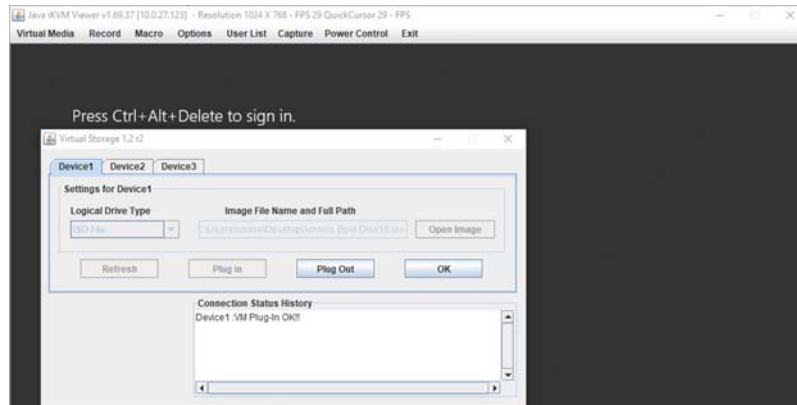 Java iKVM Viewer v1.69.37 [10.0.27.123] - Resolution 1024 X 768 - FPS 29 QuickCursor 29 - FPS
Virtual Media Record Macro Options User List Capture Power Control Exit
Press Ctrl+Alt+Delete to sign in.
Virtual Storage 1.2 r2
Device1 Device2 Device3
Settings for Device1
Logical Drive Type Image File Name and Full Path
ISO File Open Image
Refresh Plug in Plug Out OK
Connection Status History
Device1 :VM Plug-In OK!!